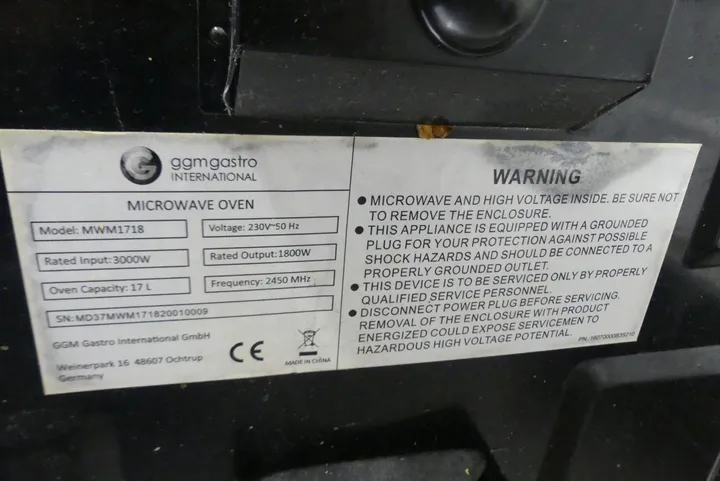 G ggmgastro
INTERNATIONAL
MICROWAVE OVEN
Model: MWM1718
Voltage: 230V~50 Hz
Rated Input: 3000W
Rated Output: 1800W
Oven Capacity: 17 L
Frequency: 2450 MHz
SN: MD37MWM171820010009
GGM Gastro International GmbH
Weinerpark 16 48607 Ochtrup
Germany
CE
MADE IN CHINA
WARNING
● MICROWAVE AND HIGH VOLTAGE INSIDE. BE SURE NOT
TO REMOVE THE ENCLOSURE.
● THIS APPLIANCE IS EQUIPPED WITH A GROUNDED
PLUG FOR YOUR PROTECTION AGAINST POSSIBLE
SHOCK HAZARDS AND SHOULD BE CONNECTED TO A
PROPERLY GROUNDED OUTLET.
● THIS DEVICE IS TO BE SERVICED ONLY BY PROPERLY
QUALIFIED SERVICE PERSONNEL.
● DISCONNECT POWER PLUG BEFORE SERVICING.
REMOVAL OF THE ENCLOSURE WITH PRODUCT
ENERGIZED COULD EXPOSE SERVICEMEN TO
HAZARDOUS HIGH VOLTAGE POTENTIAL.